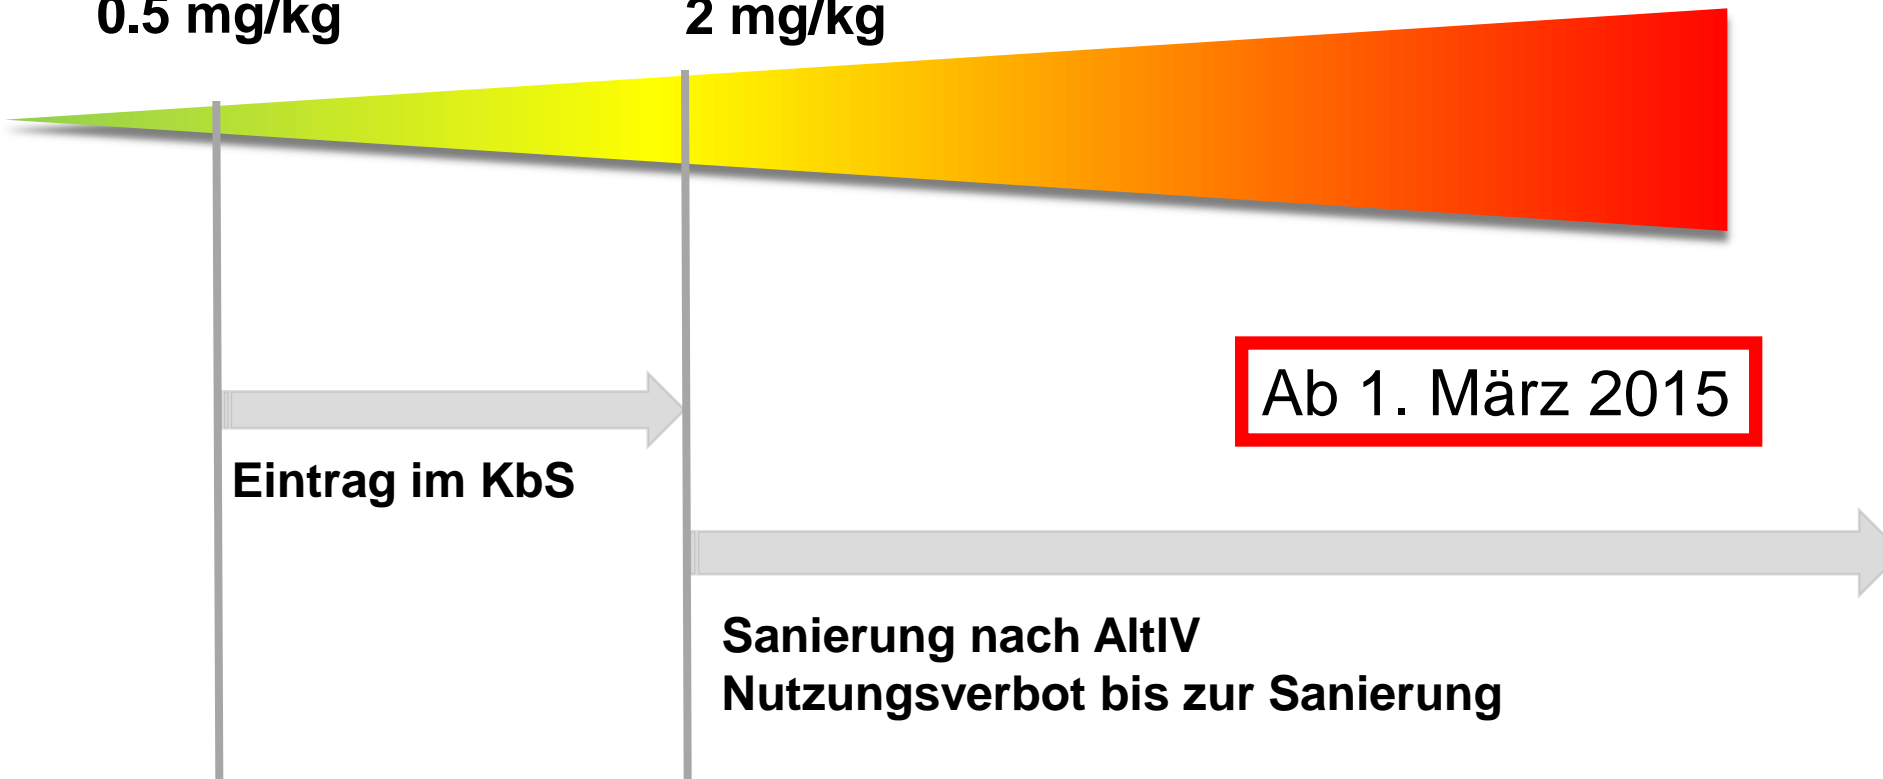 0.5 mg/kg
2 mg/kg
Ab 1. März 2015
Eintrag im KbS
Sanierung nach AltlV
Nutzungsverbot bis zur Sanierung